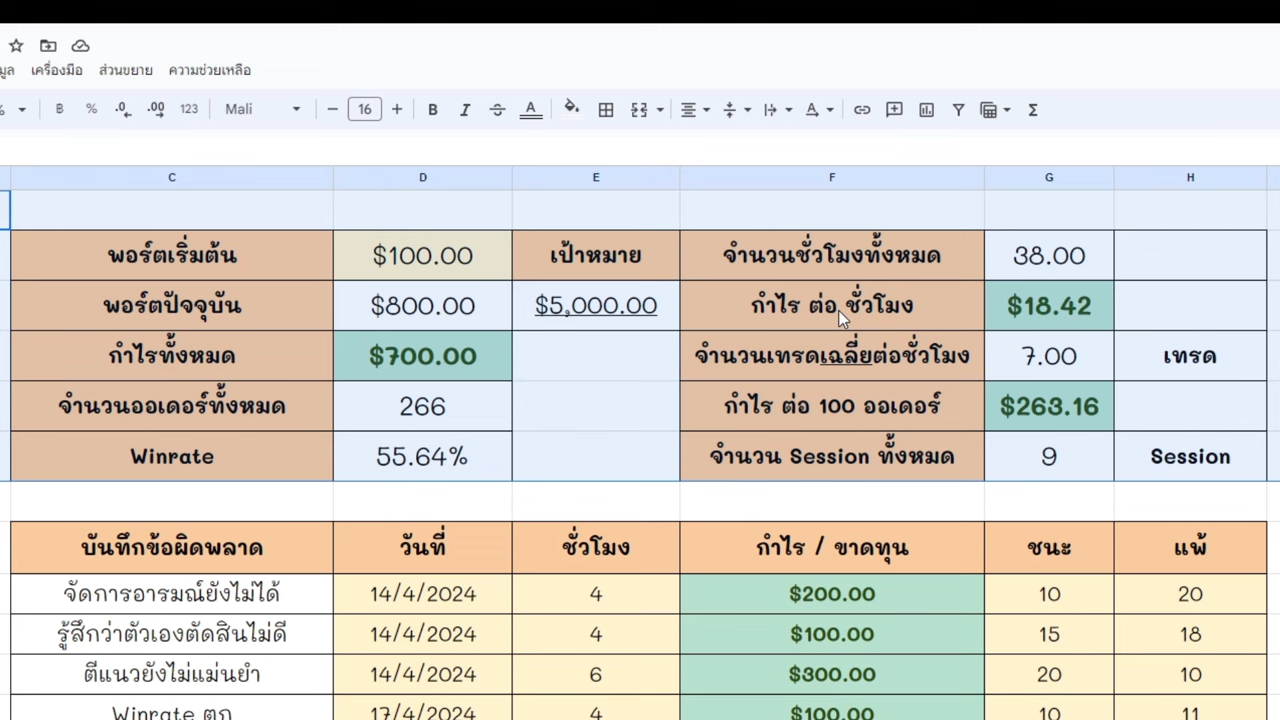 เครื่องมือ ส่วนขยาย ความช่วยเหลือ
% .0 .00 123 Mali 16 B I A Σ
C D E F G H
พอร์ตเริ่มต้น $100.00 เป้าหมาย จำนวนชั่วโมงทั้งหมด 38.00
พอร์ตปัจจุบัน $800.00 $5,000.00 กำไร ต่อ ชั่วโมง $18.42
กำไรทั้งหมด $700.00 จำนวนเทรดเฉลี่ยต่อชั่วโมง 7.00 เทรด
จำนวนออเดอร์ทั้งหมด 266 กำไร ต่อ 100 ออเดอร์ $263.16
Winrate 55.64% จำนวน Session ทั้งหมด 9 Session
บันทึกข้อผิดพลาด วันที่ ชั่วโมง กำไร / ขาดทุน ชนะ แพ้
จัดการอารมณ์ยังไม่ได้ 14/4/2024 4 $200.00 10 20
รู้สึกว่าตัวเองตัดสินไม่ดี 14/4/2024 4 $100.00 15 18
ตีแนวยังไม่แม่นยำ 14/4/2024 6 $300.00 20 10
Winrate ตก 17/4/2024 4 $100.00 10 11